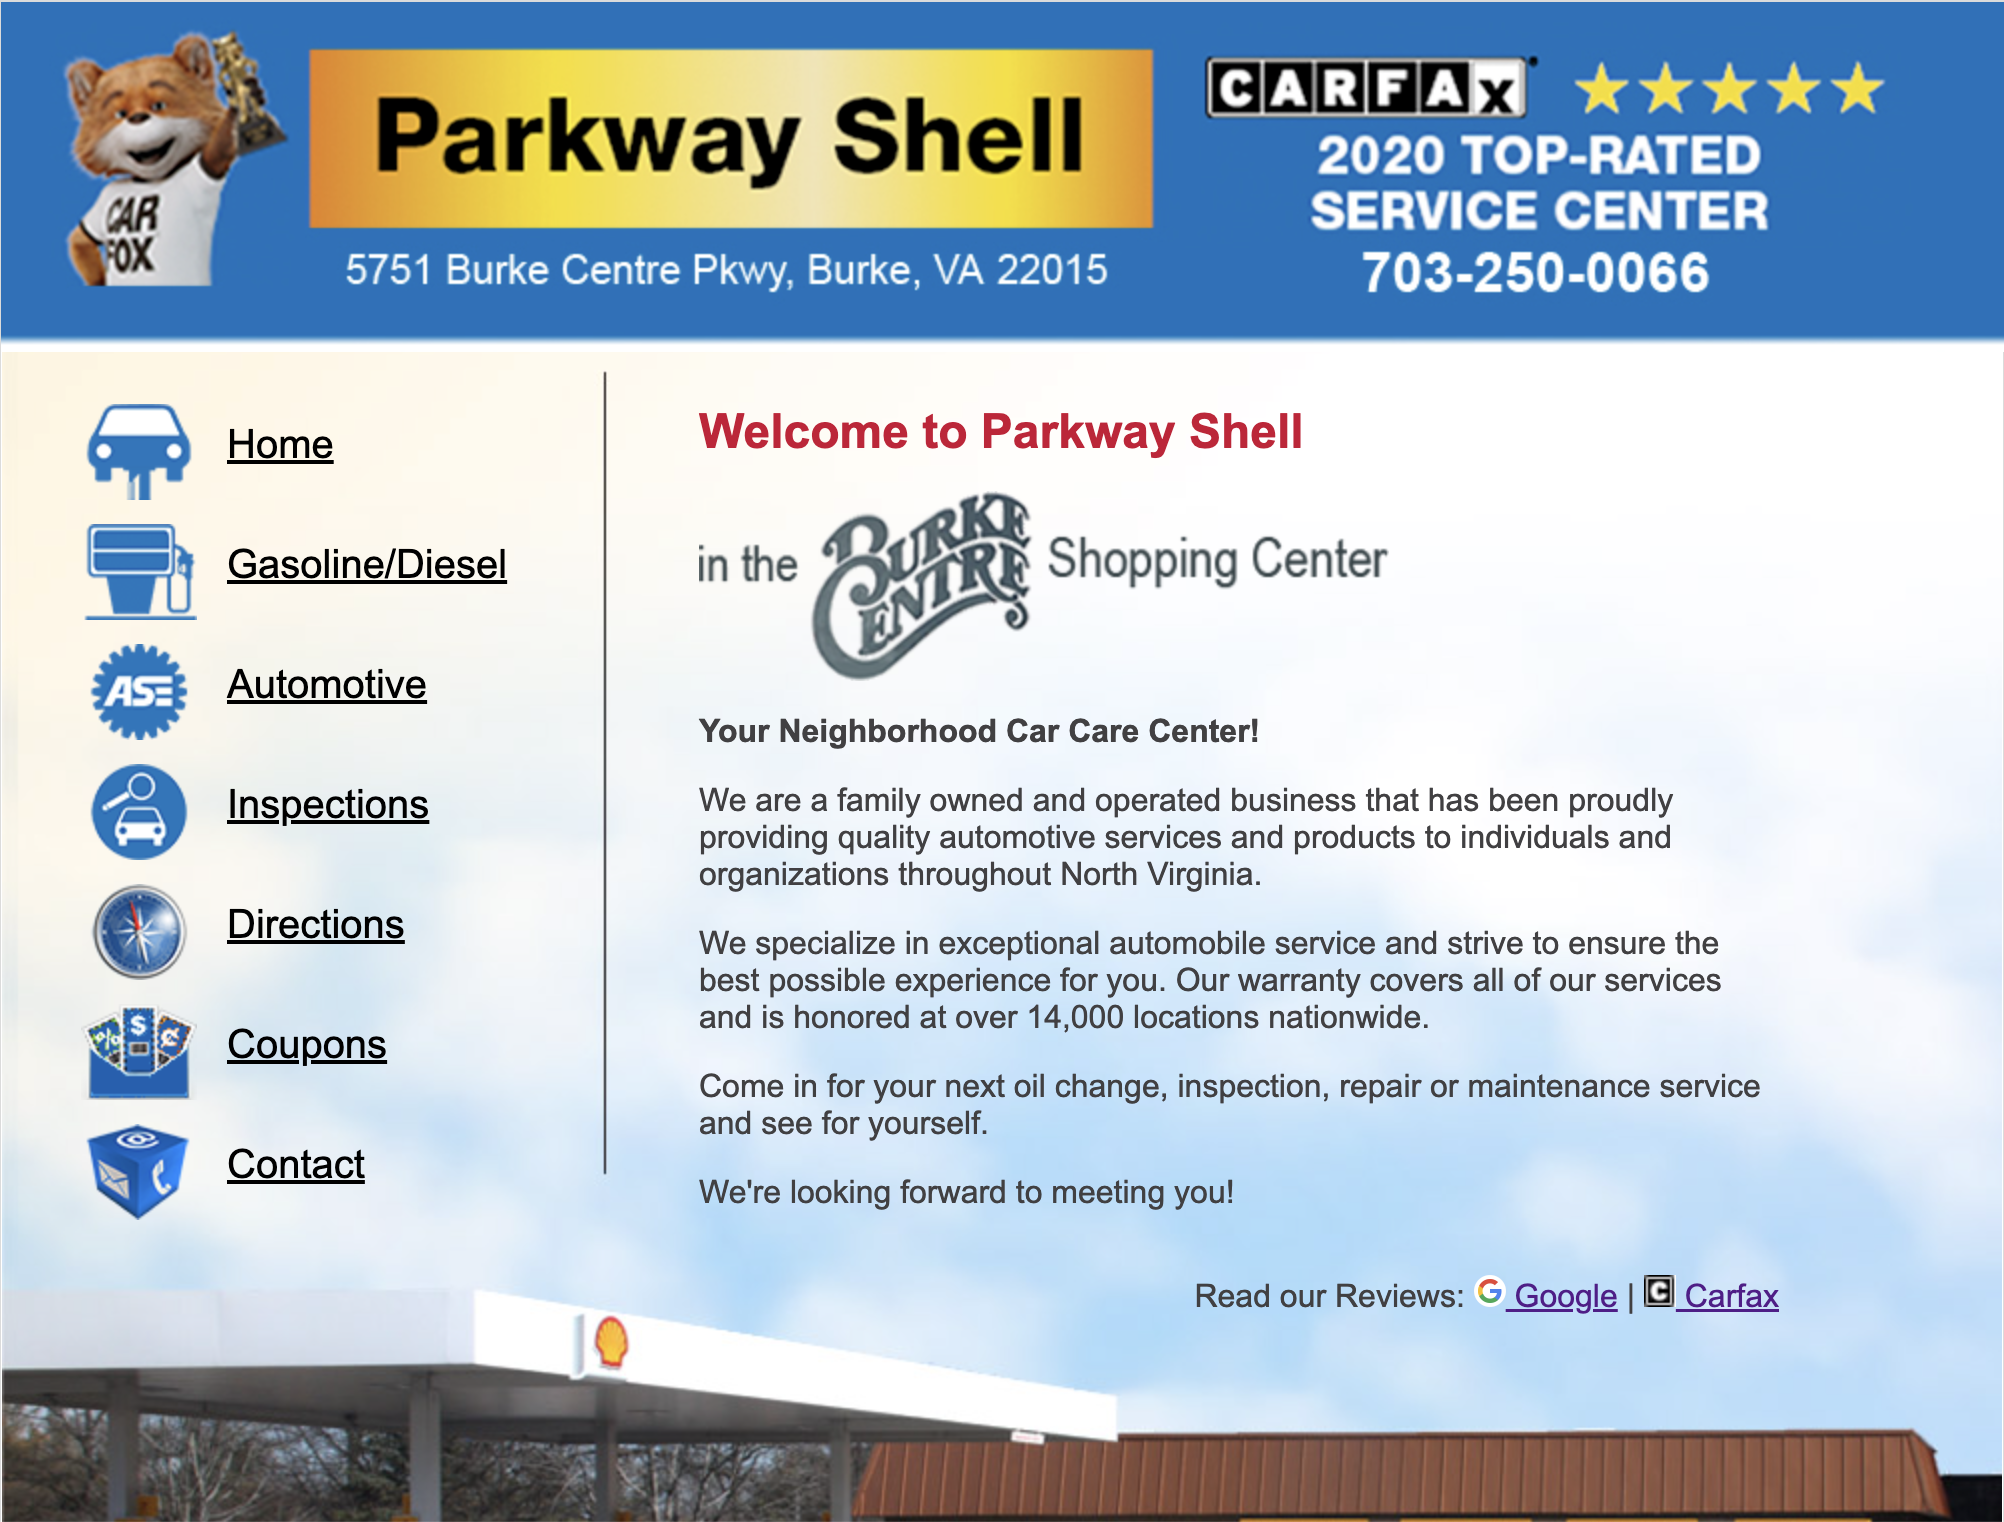 CAR
FOX
Parkway Shell
5751 Burke Centre Pkwy, Burke, VA 22015
CARFAX
2020 TOP-RATED
SERVICE CENTER
703-250-0066
Home
Gasoline/Diesel
ASE
Automotive
Inspections
Directions
% $ ¢
Coupons
@
Contact
Welcome to Parkway Shell
in the BURKE CENTRE Shopping Center
Your Neighborhood Car Care Center!
We are a family owned and operated business that has been proudly
providing quality automotive services and products to individuals and
organizations throughout North Virginia.
We specialize in exceptional automobile service and strive to ensure the
best possible experience for you. Our warranty covers all of our services
and is honored at over 14,000 locations nationwide.
Come in for your next oil change, inspection, repair or maintenance service
and see for yourself.
We're looking forward to meeting you!
Read our Reviews: G Google | C Carfax